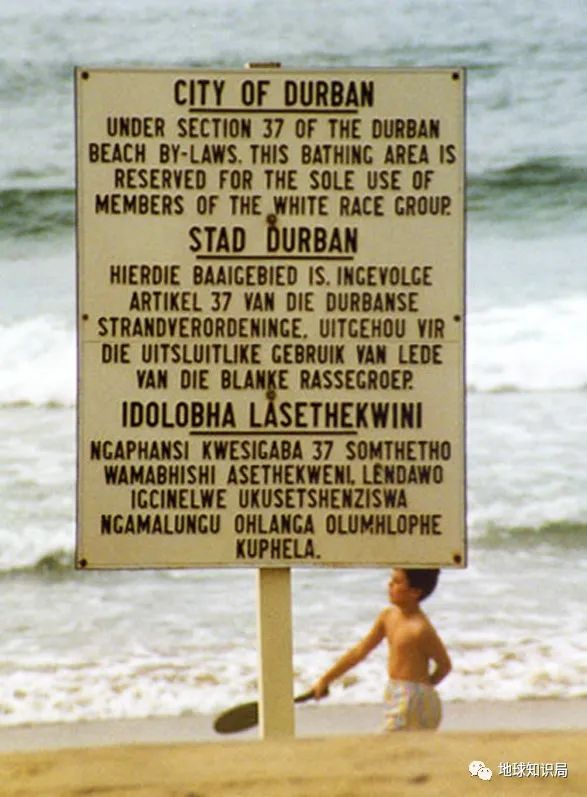 CITY OF DURBAN
UNDER SECTION 37 OF THE DURBAN
BEACH BY-LAWS. THIS BATHING AREA IS
RESERVED FOR THE SOLE USE OF
MEMBERS OF THE WHITE RACE GROUP.
STAD DURBAN
HIERDIE BAAIGEBIED IS. INGEVOLGE
ARTIKEL 37 VAN DIE DURBANSE
STRANDVERORDENINGE. UITGEHOU VIR
DIE UITSLUITLIKE GEBRUIK VAN LEDE
VAN DIE BLANKE RASSEGROEP.
IDOLOBHA LASETHEKWINI
NGAPHANSI KWESIGABA 37 SOMTHETHO
WAMABHISHI ASETHEKWENI. LENDAWO
IGCINELWE UKUSETSHENZISWA
NGAMALUNGU OHLANGA OLUMHLOPHE
KUPHELA.
地球知识局